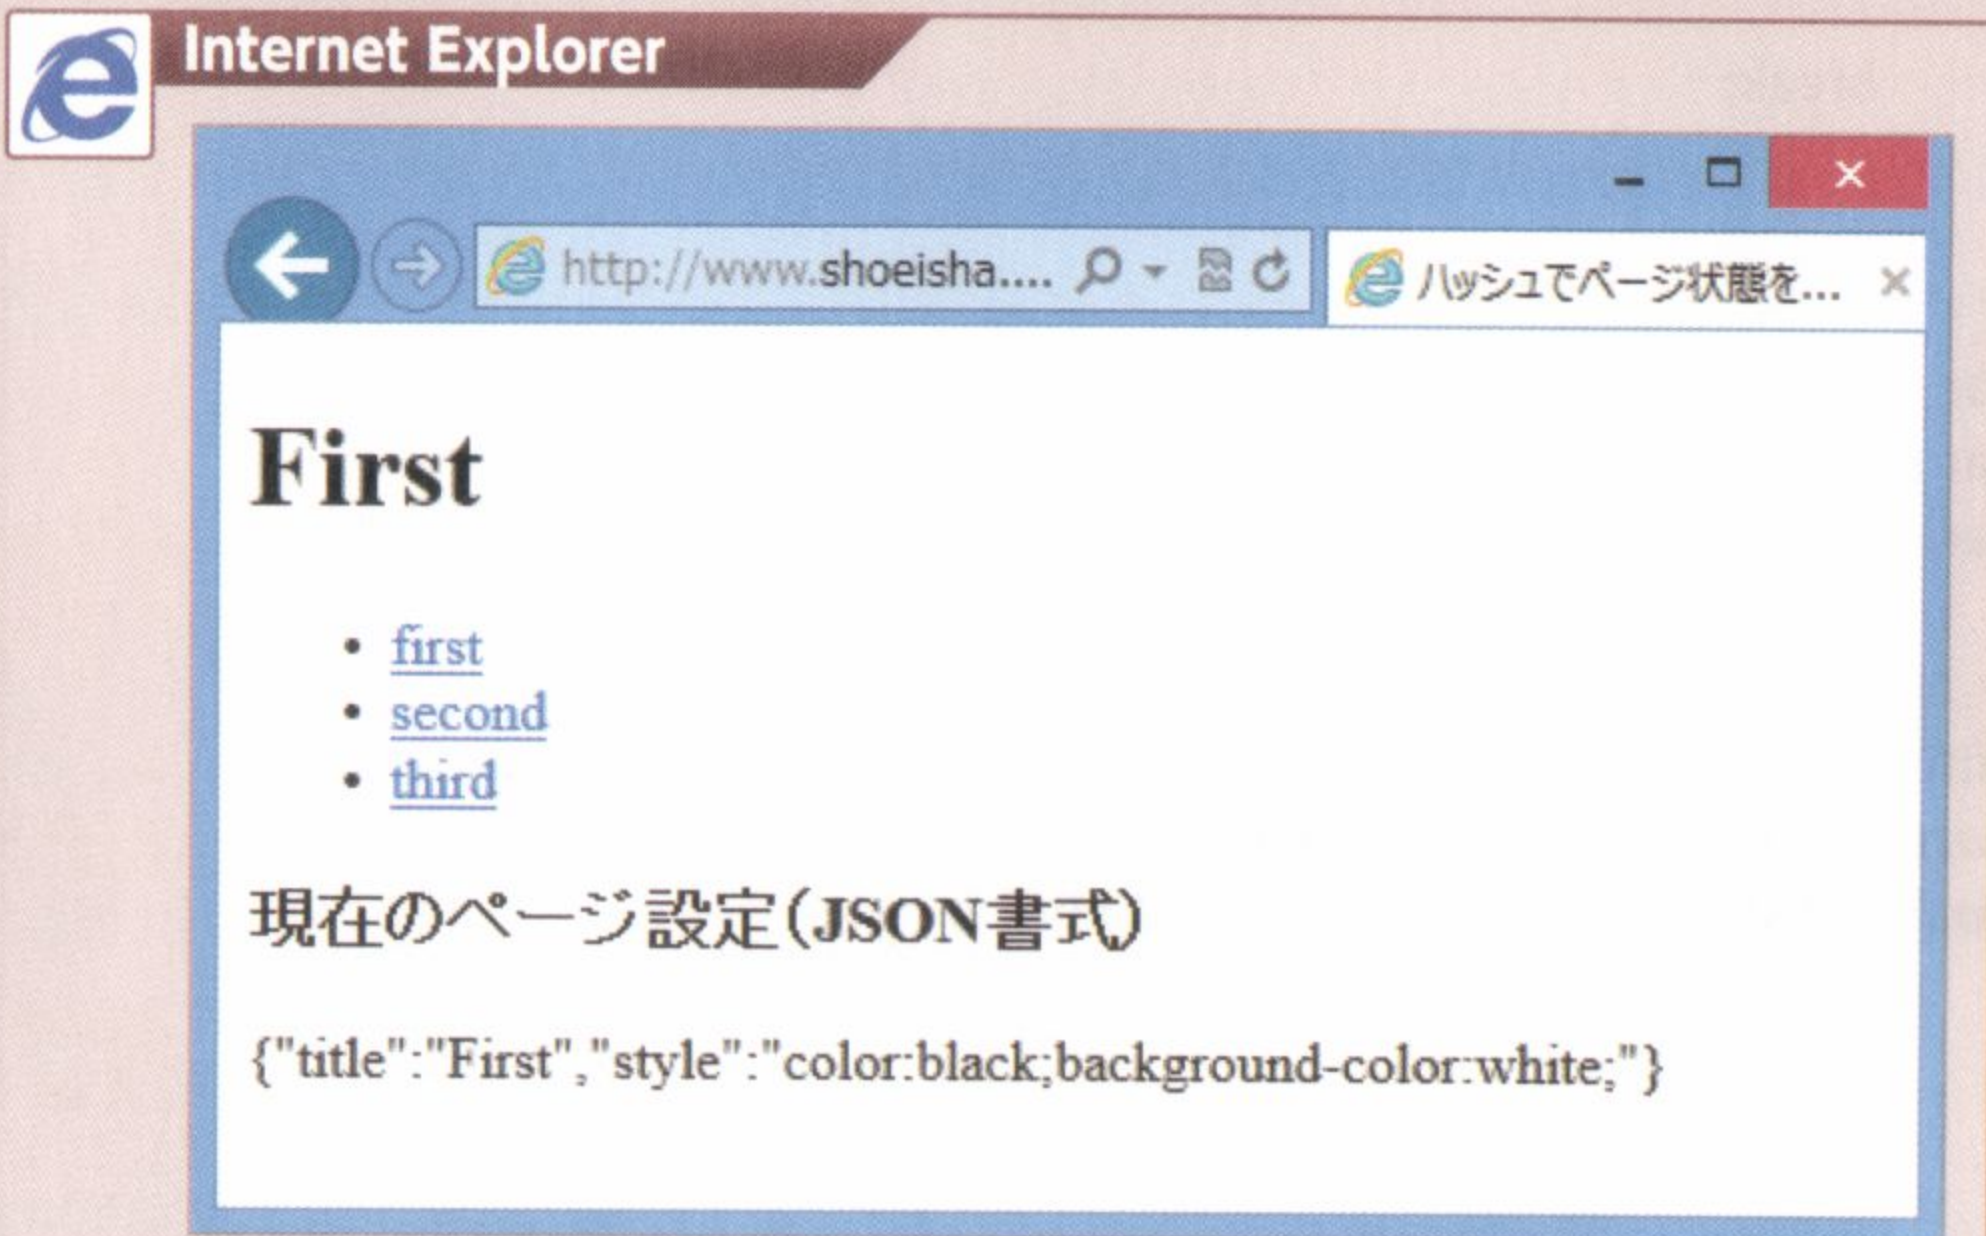 Internet Explorer
http://www.shoeisha....
ハッシュでページ状態を...
First
• first
• second
• third
現在のページ設定(JSON書式)
{"title":"First","style":"color:black;background-color:white;"}